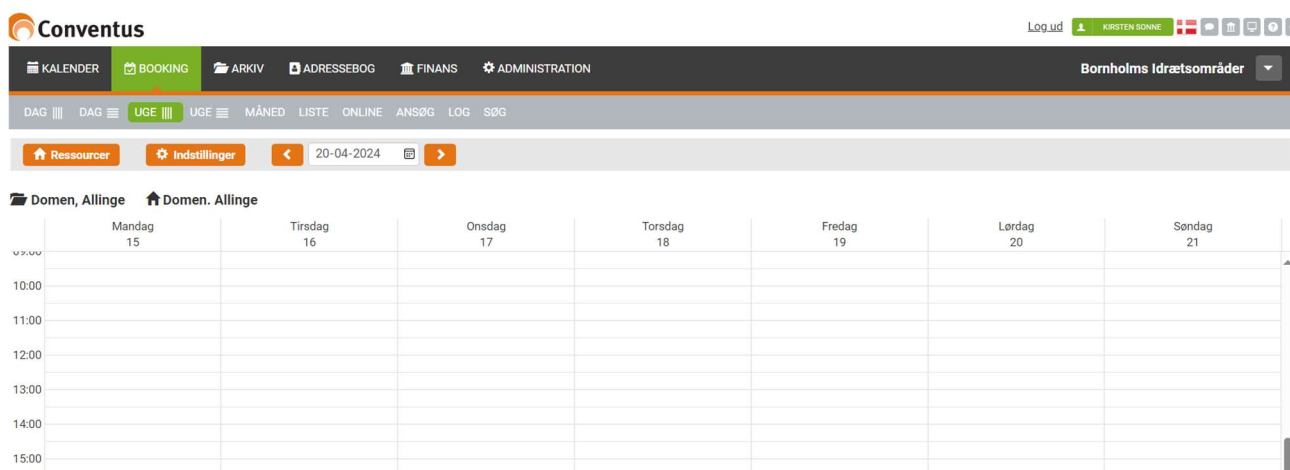 Conventus
Log ud KIRSTEN SONNE
KALENDER BOOKING ARKIV ADRESSEBOG FINANS ADMINISTRATION Bornholms Idrætsområder
DAG DAG UGE UGE MÅNED LISTE ONLINE ANSØG LOG SØG
Ressourcer Indstillinger 20-04-2024
Domen, Allinge Domen. Allinge
Mandag Tirsdag Onsdag Torsdag Fredag Lørdag Søndag
15 16 17 18 19 20 21
09:00
10:00
11:00
12:00
13:00
14:00
15:00